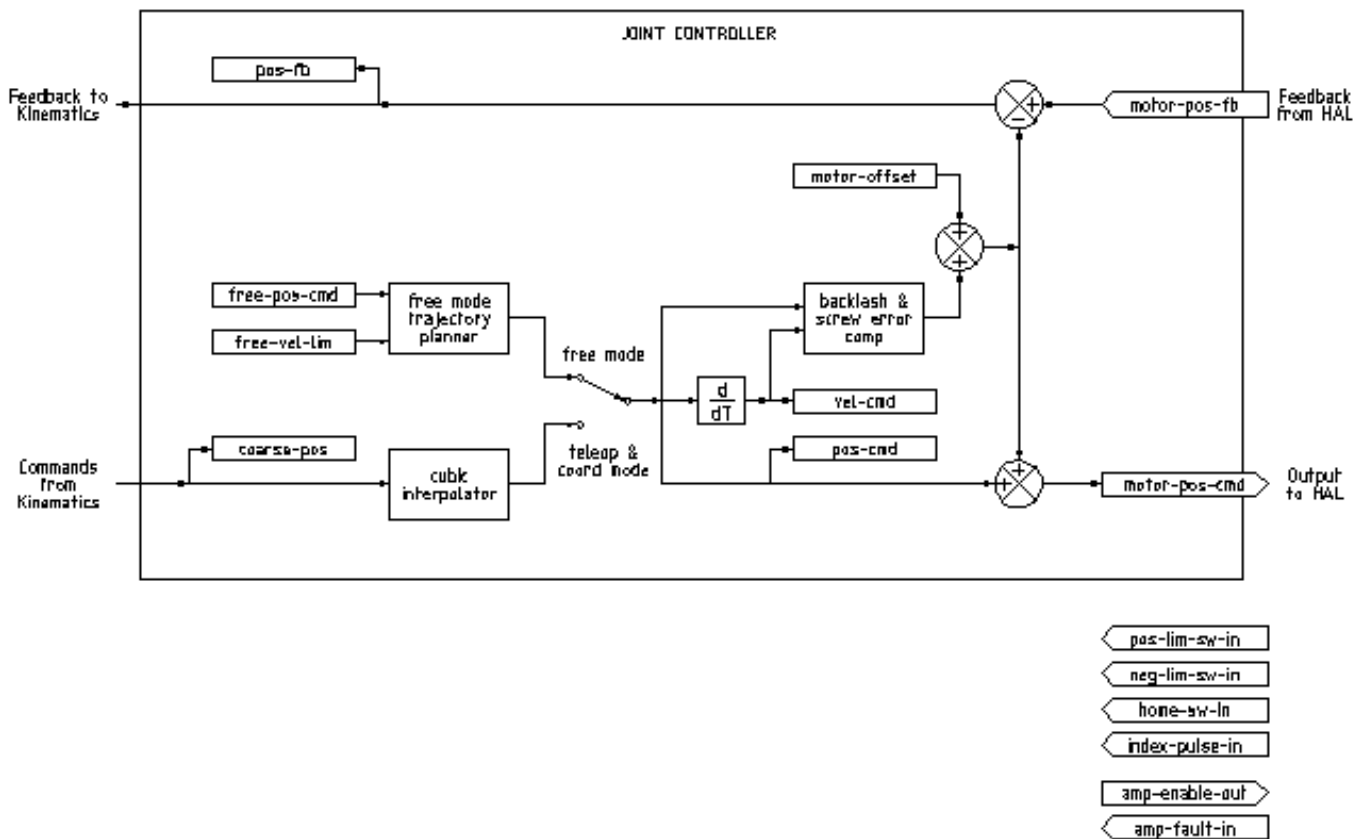 JOINT CONTROLLER
pos-fb
Feedback to
Kinematics
+
-
motor-pos-fb
Feedback
from HAL
motor-offset
+
+
free-pos-cmd
free-vel-lim
free mode
trajectory
planner
backlash &
screw error
comp
free mode
d
dT
vel-cmd
coarse-pos
teleop &
coord mode
pos-cmd
Commands
from
Kinematics
cubic
interpolator
+
+
motor-pos-cmd
Output
to HAL
pos-lim-sw-in
neg-lim-sw-in
home-sw-in
index-pulse-in
amp-enable-out
amp-fault-in